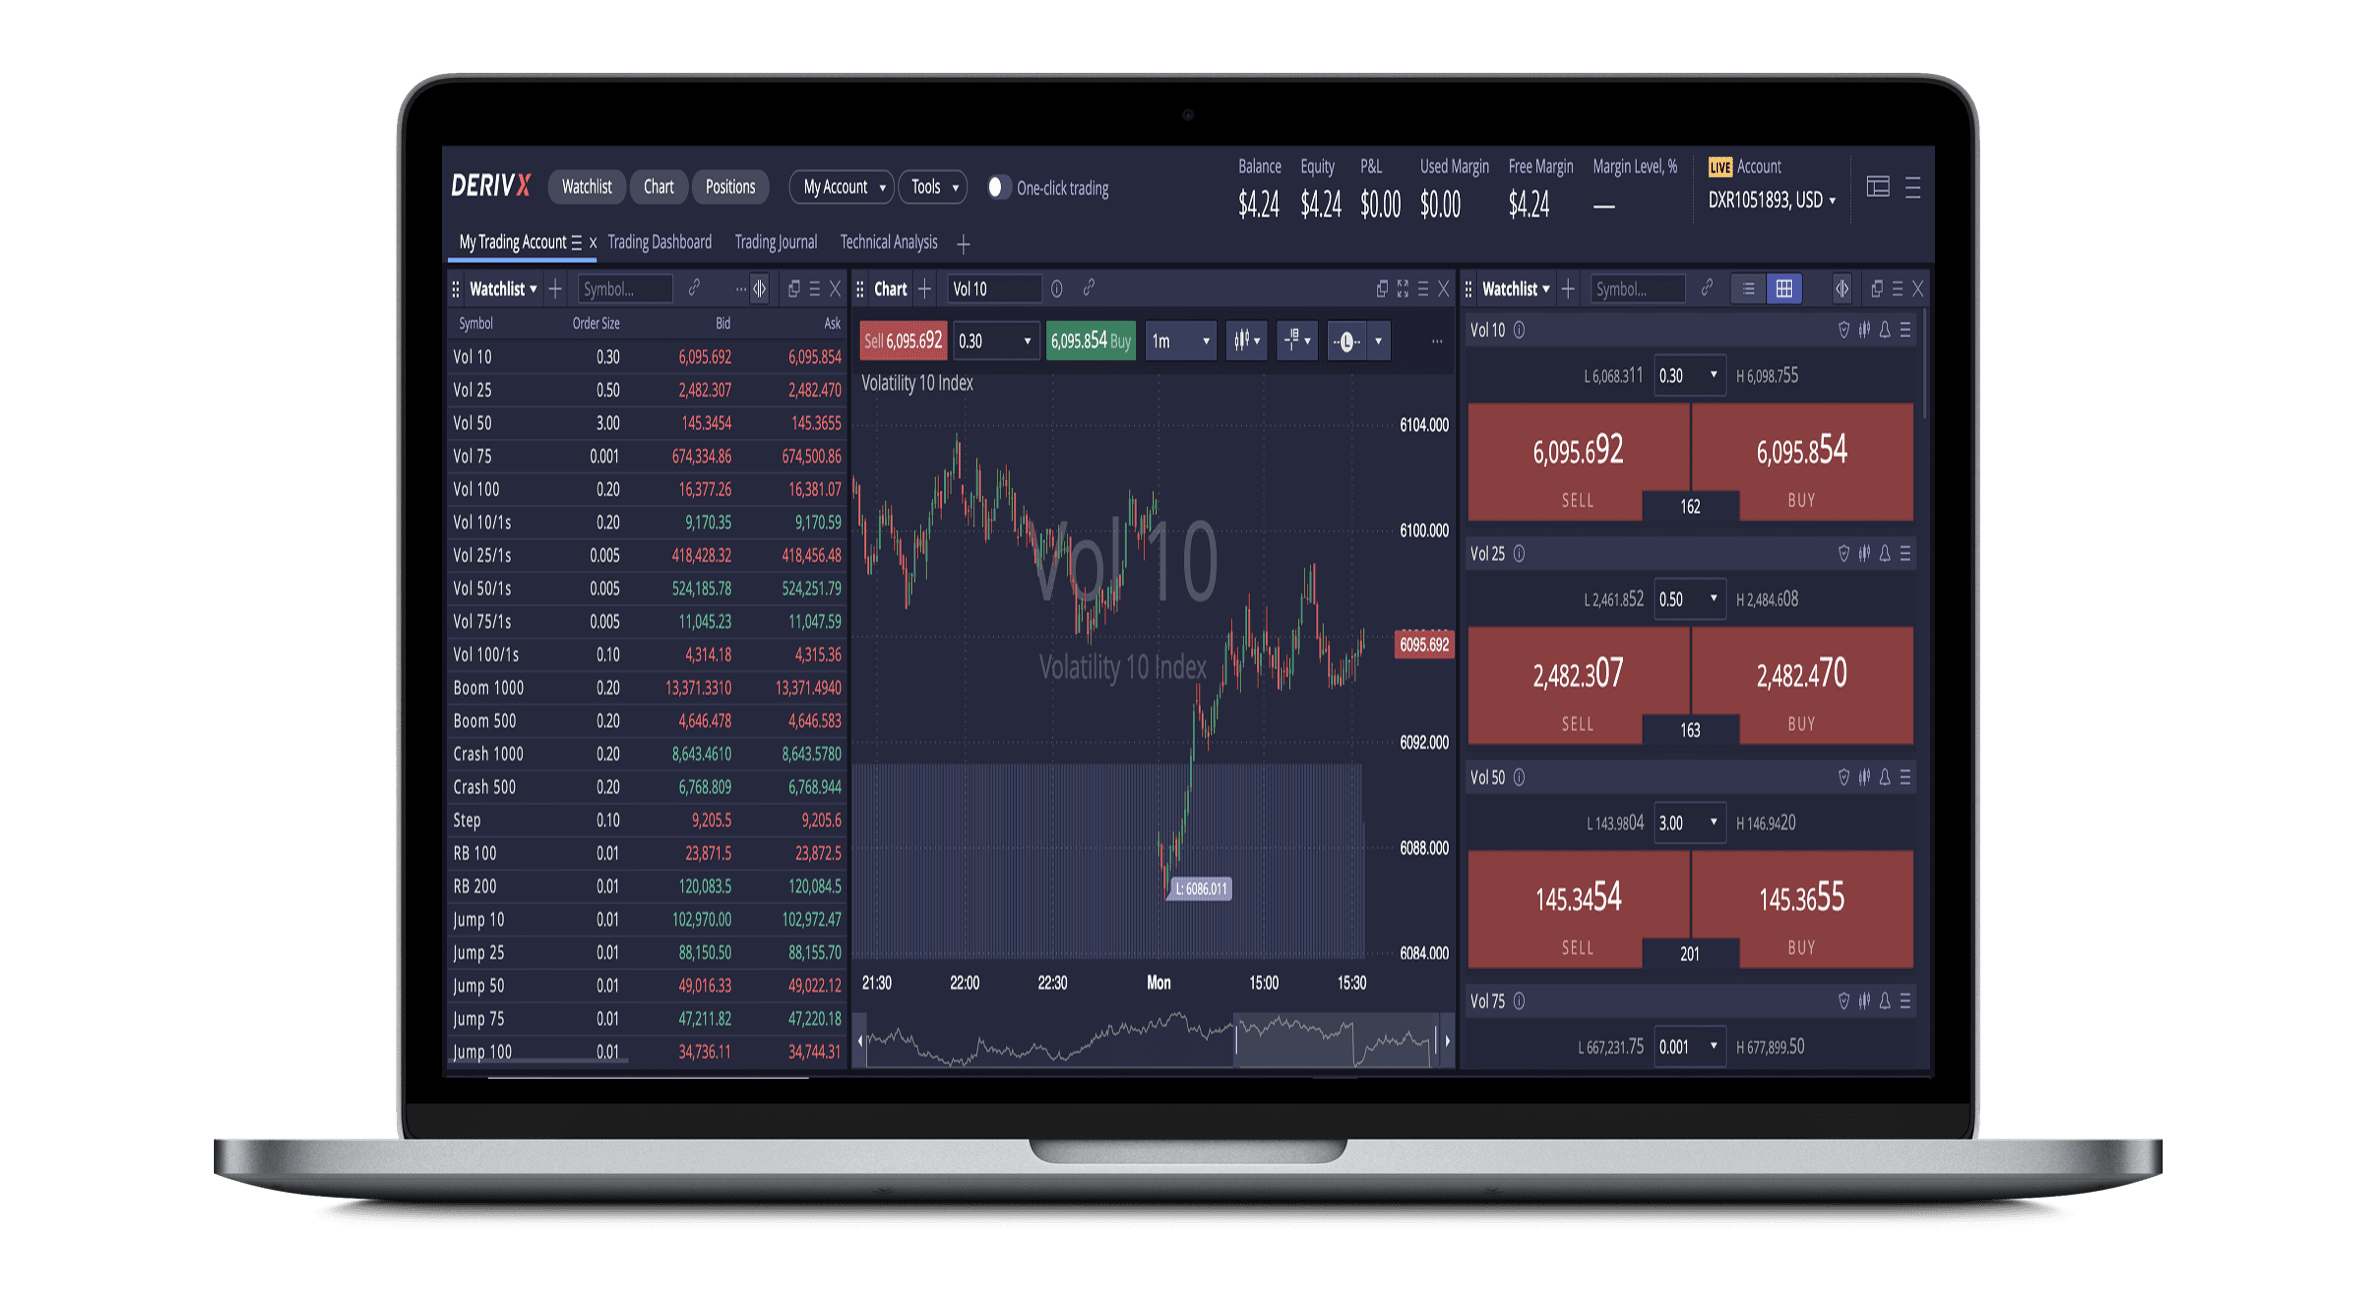 DERIV X Watchlist Chart Positions My Account Tools One-click trading
Balance Equity P&L Used Margin Free Margin Margin Level, % LIVE Account
$4.24 $4.24 $0.00 $0.00 $4.24 — DXR1051893, USD
My Trading Account Trading Dashboard Trading Journal Technical Analysis
Watchlist Symbol...
Symbol Order Size Bid Ask
Vol 10 0.30 6,095.692 6,095.854
Vol 25 0.50 2,482.307 2,482.470
Vol 50 3.00 145.3454 145.3655
Vol 75 0.001 674,334.86 674,500.86
Vol 100 0.20 16,377.26 16,381.07
Vol 10/1s 0.20 9,170.35 9,170.59
Vol 25/1s 0.005 418,428.32 418,456.48
Vol 50/1s 0.005 524,185.78 524,251.79
Vol 75/1s 0.005 11,045.23 11,047.59
Vol 100/1s 0.10 4,314.18 4,315.36
Boom 1000 0.20 13,371.3310 13,371.4940
Boom 500 0.20 4,646.478 4,646.583
Crash 1000 0.20 8,643.4610 8,643.5780
Crash 500 0.20 6,768.809 6,768.944
Step 0.10 9,205.5 9,205.6
RB 100 0.01 23,871.5 23,872.5
RB 200 0.01 120,083.5 120,084.5
Jump 10 0.01 102,970.00 102,972.47
Jump 25 0.01 88,150.50 88,155.70
Jump 50 0.01 49,016.33 49,022.12
Jump 75 0.01 47,211.82 47,220.18
Jump 100 0.01 34,736.11 34,744.31
Chart Vol 10
Sell 6,095.692 0.30 6,095.854 Buy 1m
Volatility 10 Index
6104.000
6100.000
Vol 10
6095.692
Volatility 10 Index
6092.000
6088.000
L: 6086.011
6084.000
21:30 22:00 22:30 Mon 15:00 15:30
Watchlist Symbol...
Vol 10
L 6,068.311 0.30 H 6,098.755
6,095.692 6,095.854
SELL 162 BUY
Vol 25
L 2,461.852 0.50 H 2,484.608
2,482.307 2,482.470
SELL 163 BUY
Vol 50
L 143.9804 3.00 H 146.9420
145.3454 145.3655
SELL 201 BUY
Vol 75
L 667,231.75 0.001 H 677,899.50